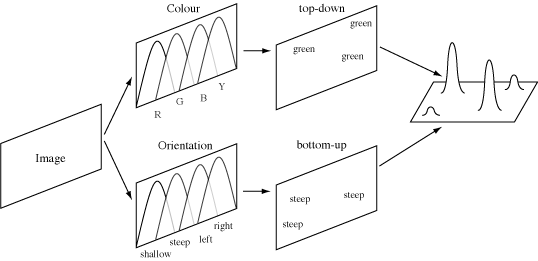 Colour
top-down
green
green
green
R
G
B
Y
Image
Orientation
bottom-up
steep
steep
steep
right
left
steep
shallow